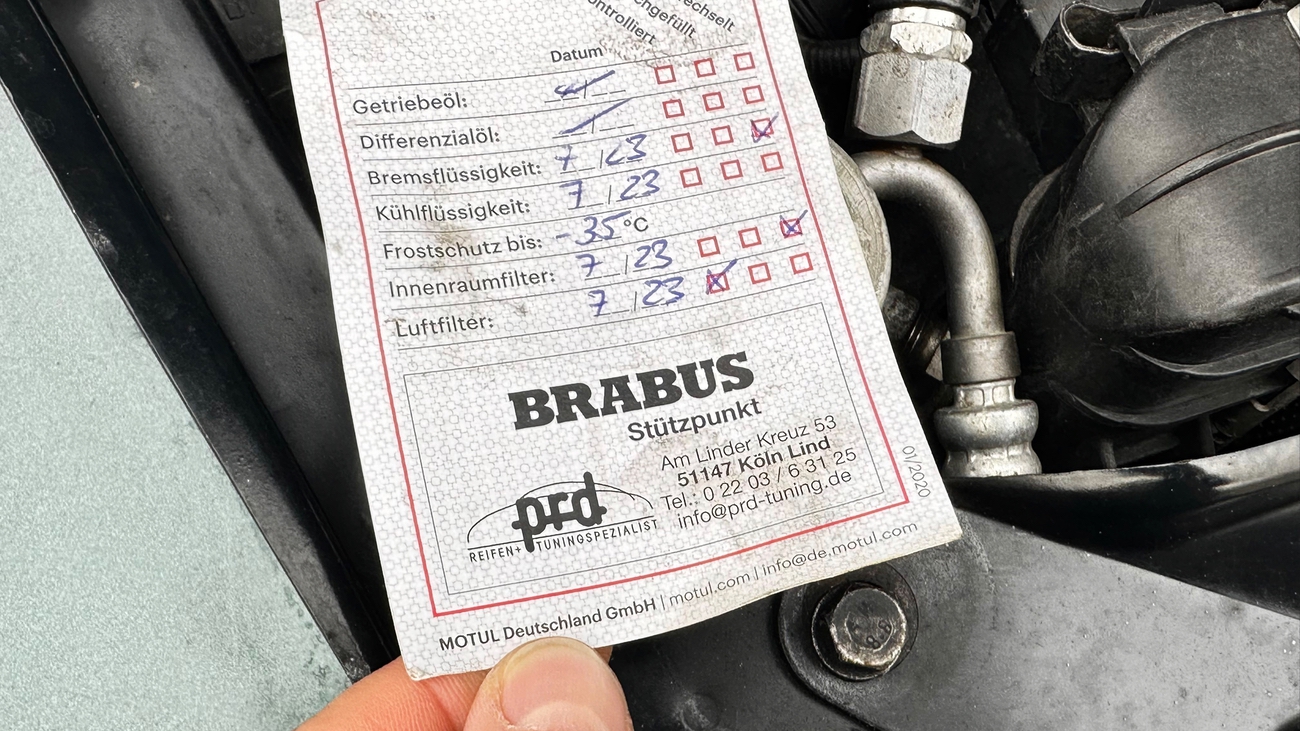 echselt
chgefüllt
ontrolliert
Datum
Getriebeöl: /
Differenzialöl: /
Bremsflüssigkeit: 7/23
Kühlflüssigkeit: 7/23
Frostschutz bis: -35 °C
Innenraumfilter: 7/23
Luftfilter: 7/23
BRABUS
Stützpunkt
Am Linder Kreuz 53
51147 Köln Lind
Tel.: 0 22 03 / 6 31 25
info@prd-tuning.de
prd
REIFEN+ TUNINGSPEZIALIST
01/2020
MOTUL Deutschland GmbH | motul.com | info@de.motul.com